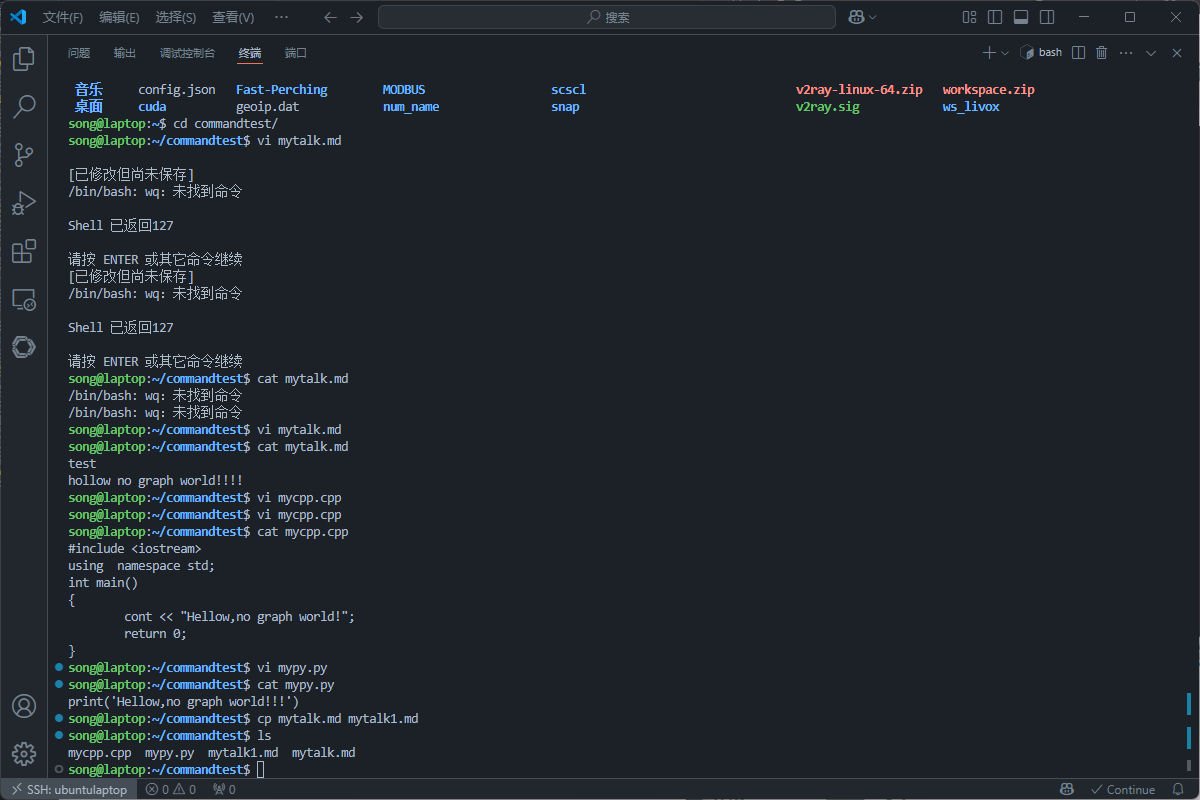 文件(F) 编辑(E) 选择(S) 查看(V) ··· 搜索
问题 输出 调试控制台 终端 端口 bash ···
音乐 config.json Fast-Perching MODBUS scscl v2ray-linux-64.zip workspace.zip
桌面 cuda geoip.dat num_name snap v2ray.sig ws_livox
song@laptop:~$ cd commandtest/
song@laptop:~/commandtest$ vi mytalk.md
[已修改但尚未保存]
/bin/bash: wq: 未找到命令
Shell 已返回127
请按 ENTER 或其它命令继续
[已修改但尚未保存]
/bin/bash: wq: 未找到命令
Shell 已返回127
请按 ENTER 或其它命令继续
song@laptop:~/commandtest$ cat mytalk.md
/bin/bash: wq: 未找到命令
/bin/bash: wq: 未找到命令
song@laptop:~/commandtest$ vi mytalk.md
song@laptop:~/commandtest$ cat mytalk.md
test
hollow no graph world!!!!
song@laptop:~/commandtest$ vi mycpp.cpp
song@laptop:~/commandtest$ vi mycpp.cpp
song@laptop:~/commandtest$ cat mycpp.cpp
#include <iostream>
using  namespace std;
int main()
{
        cont << "Hellow,no graph world!";
        return 0;
}
song@laptop:~/commandtest$ vi mypy.py
song@laptop:~/commandtest$ cat mypy.py
print('Hellow,no graph world!!!')
song@laptop:~/commandtest$ cp mytalk.md mytalk1.md
song@laptop:~/commandtest$ ls
mycpp.cpp  mypy.py  mytalk1.md  mytalk.md
song@laptop:~/commandtest$
SSH: ubuntulaptop 0 0 0 Continue